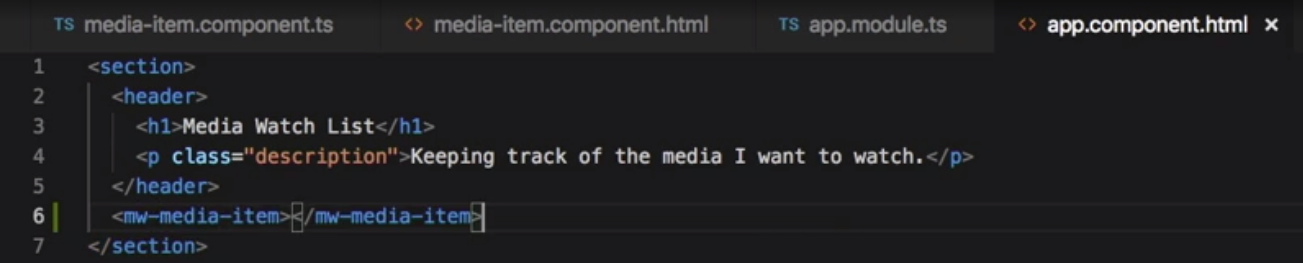 TS media-item.component.ts <> media-item.component.html TS app.module.ts <> app.component.html ×
1 <section>
2 <header>
3 <h1>Media Watch List</h1>
4 <p class="description">Keeping track of the media I want to watch.</p>
5 </header>
6 <mw-media-item></mw-media-item>
7 </section>